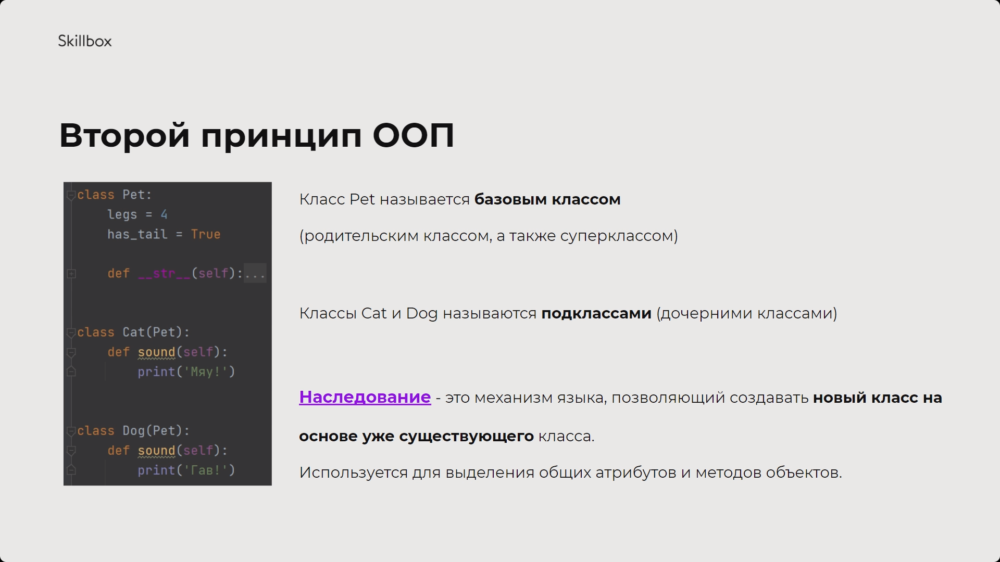 Skillbox
Второй принцип ООП
class Pet:
    legs = 4
    has_tail = True
    def __str__(self):...
class Cat(Pet):
    def sound(self):
        print('Мяу!')
class Dog(Pet):
    def sound(self):
        print('Гав!')
Класс Pet называется базовым классом
(родительским классом, а также суперклассом)
Классы Cat и Dog называются подклассами (дочерними классами)
Наследование - это механизм языка, позволяющий создавать новый класс на
основе уже существующего класса.
Используется для выделения общих атрибутов и методов объектов.